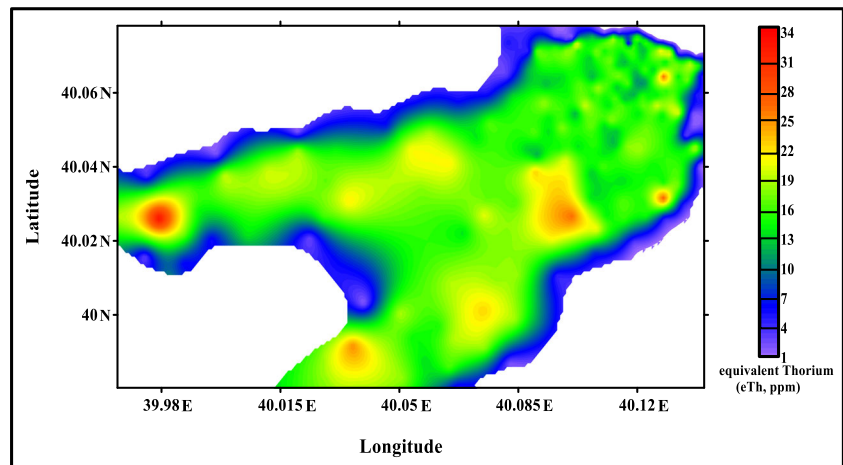 40.06 N
40.04 N
40.02 N
40 N
Latitude
39.98 E
40.015 E
40.05 E
40.085 E
40.12 E
Longitude
34
31
28
25
22
19
16
13
10
7
4
1
equivalent Thorium
(eTh, ppm)